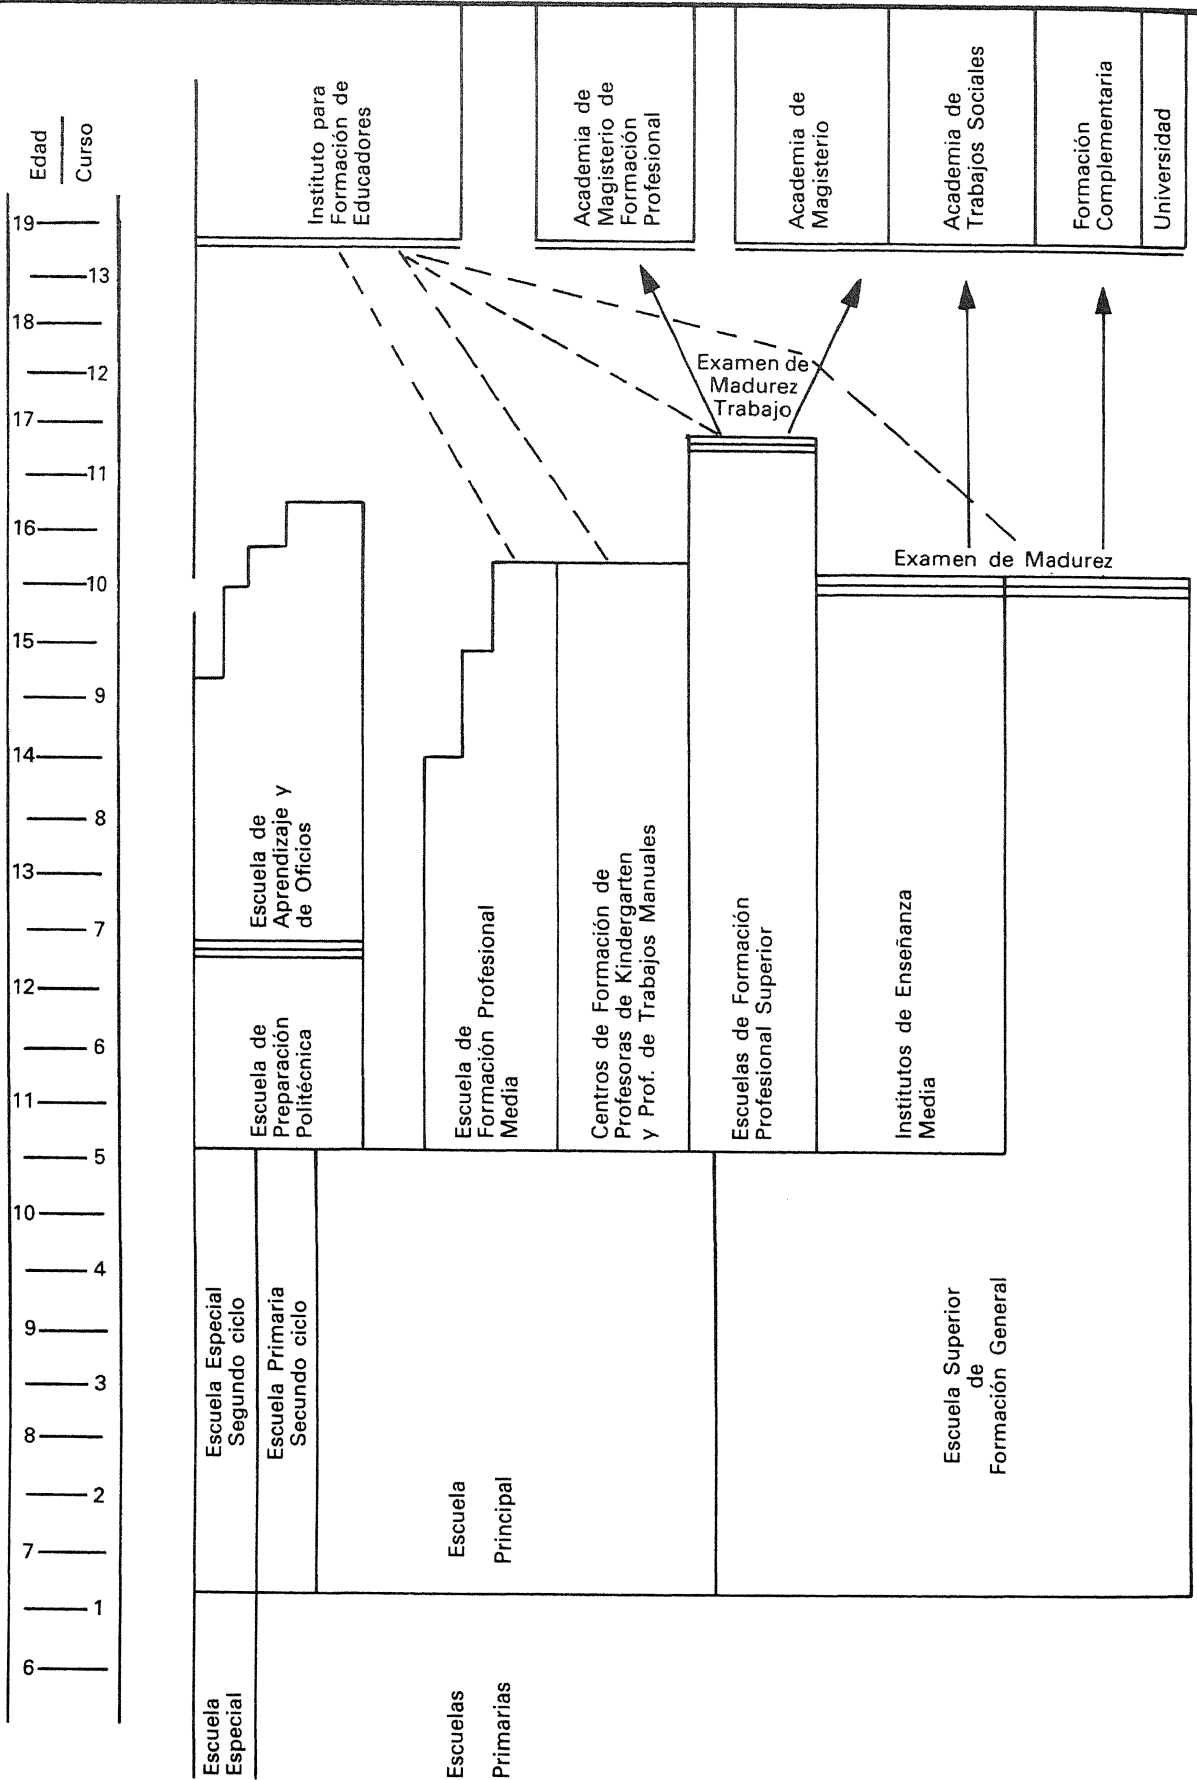 Edad
Curso
19
13
18
12
17
11
16
10
15
9
14
8
13
7
12
6
11
5
10
4
9
3
8
2
7
1
6
Instituto para
Formación de
Educadores
Academia de
Magisterio de
Formación
Profesional
Academia de
Magisterio
Academia de
Trabajos Sociales
Formación
Complementaria
Universidad
Examen de
Madurez
Trabajo
Examen de Madurez
Escuela de
Aprendizaje y
de Oficios
Escuela de
Preparación
Politécnica
Escuela de
Formación Profesional
Media
Centros de Formación de
Profesoras de Kindergarten
y Prof. de Trabajos Manuales
Escuelas de Formación
Profesional Superior
Institutos de Enseñanza
Media
Escuela Especial
Segundo ciclo
Escuela Primaria
Secundo ciclo
Escuela
Principal
Escuela Superior
de
Formación General
Escuela
Especial
Escuelas
Primarias